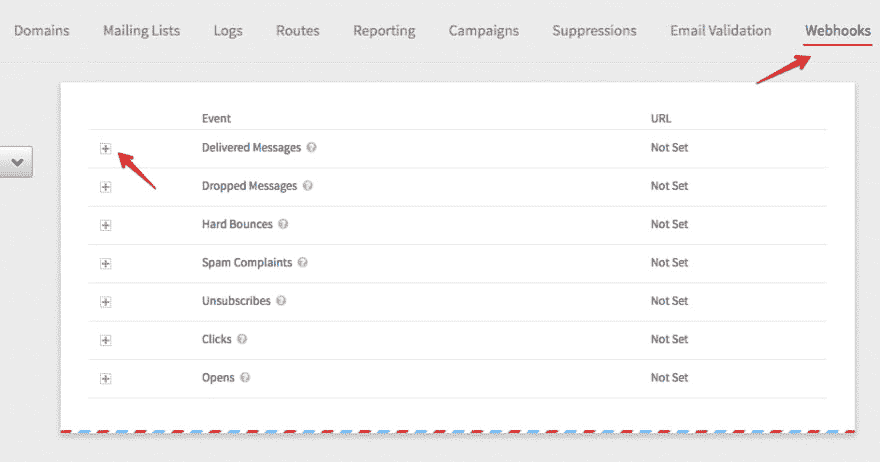 Domains Mailing Lists Logs Routes Reporting Campaigns Suppressions Email Validation Webhooks
Event URL
Delivered Messages Not Set
Dropped Messages Not Set
Hard Bounces Not Set
Spam Complaints Not Set
Unsubscribes Not Set
Clicks Not Set
Opens Not Set